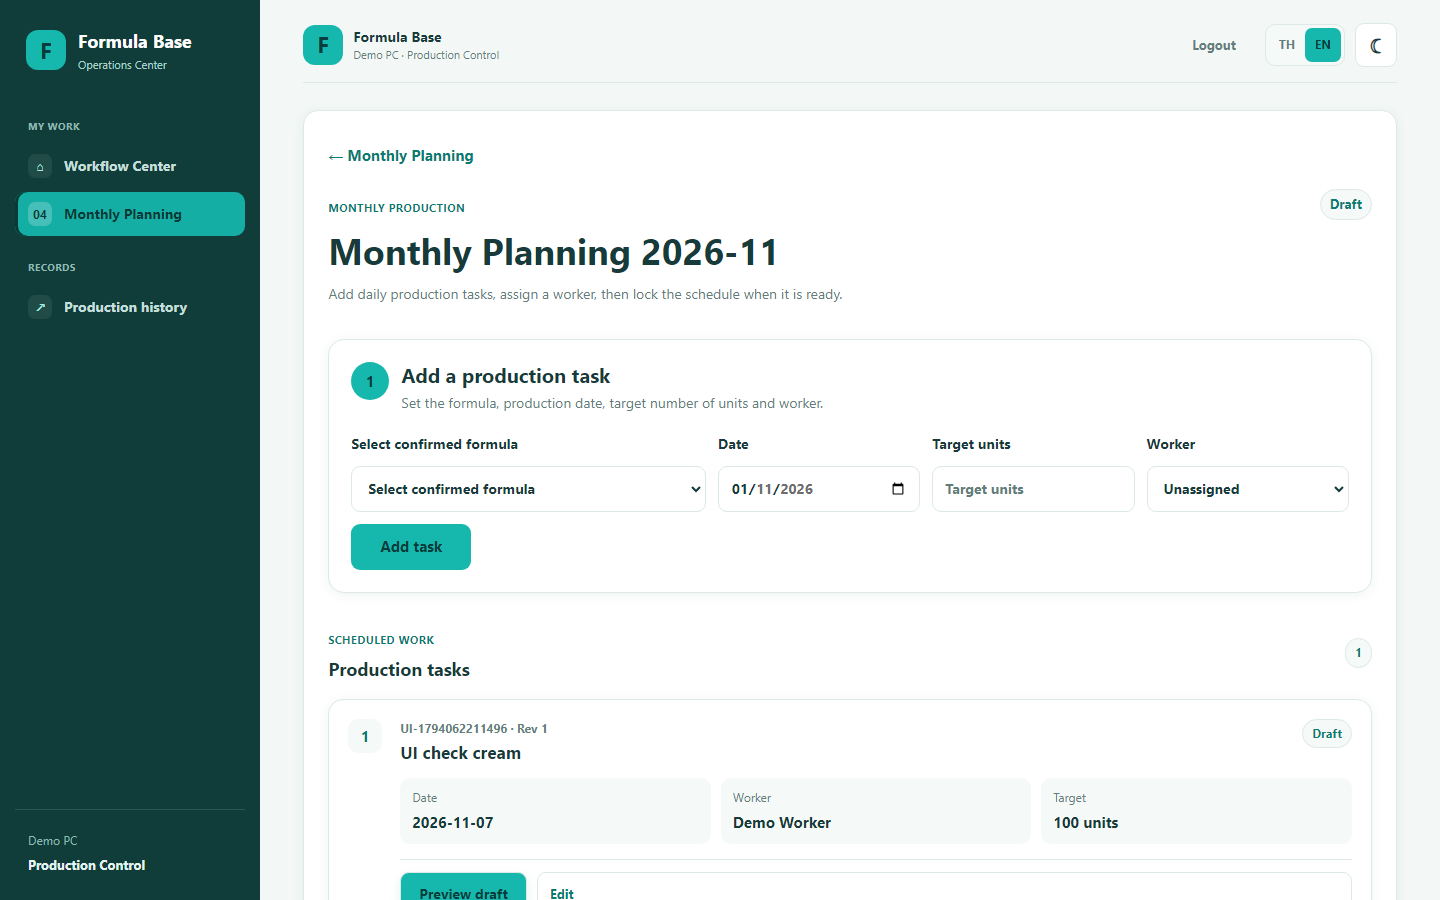 F
Formula Base
Operations Center
MY WORK
Workflow Center
04 Monthly Planning
RECORDS
Production history
Demo PC
Production Control
F
Formula Base
Demo PC · Production Control
Logout
TH EN
← Monthly Planning
MONTHLY PRODUCTION
Draft
Monthly Planning 2026-11
Add daily production tasks, assign a worker, then lock the schedule when it is ready.
1
Add a production task
Set the formula, production date, target number of units and worker.
Select confirmed formula Date Target units Worker
Select confirmed formula 01/11/2026 Target units Unassigned
Add task
SCHEDULED WORK
Production tasks
1
1
UI-1794062211496 · Rev 1
UI check cream
Draft
Date Worker Target
2026-11-07 Demo Worker 100 units
Preview draft Edit